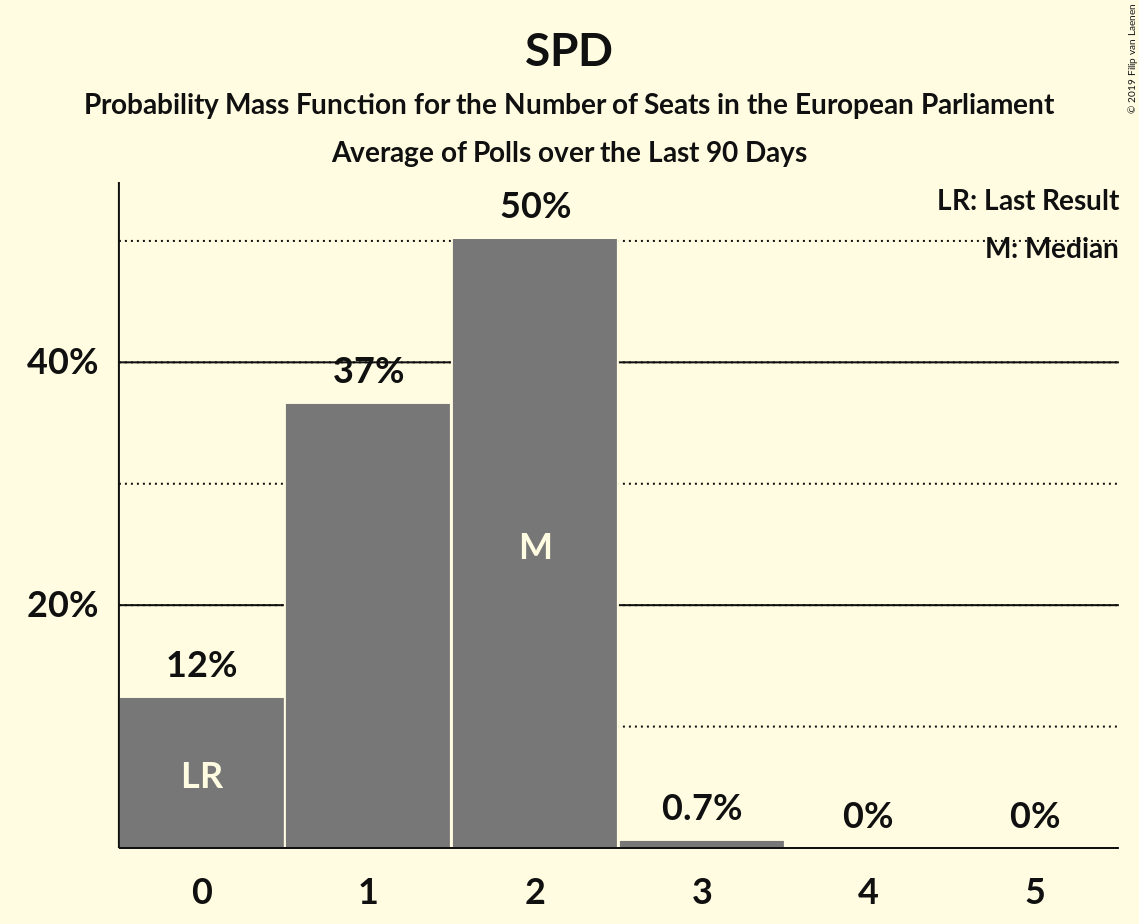 SPD
Probability Mass Function for the Number of Seats in the European Parliament
Average of Polls over the Last 90 Days
© 2019 Filip van Laenen
LR: Last Result
M: Median
50%
40%
37%
M
20%
12%
LR
0.7%
0%
0%
0
1
2
3
4
5